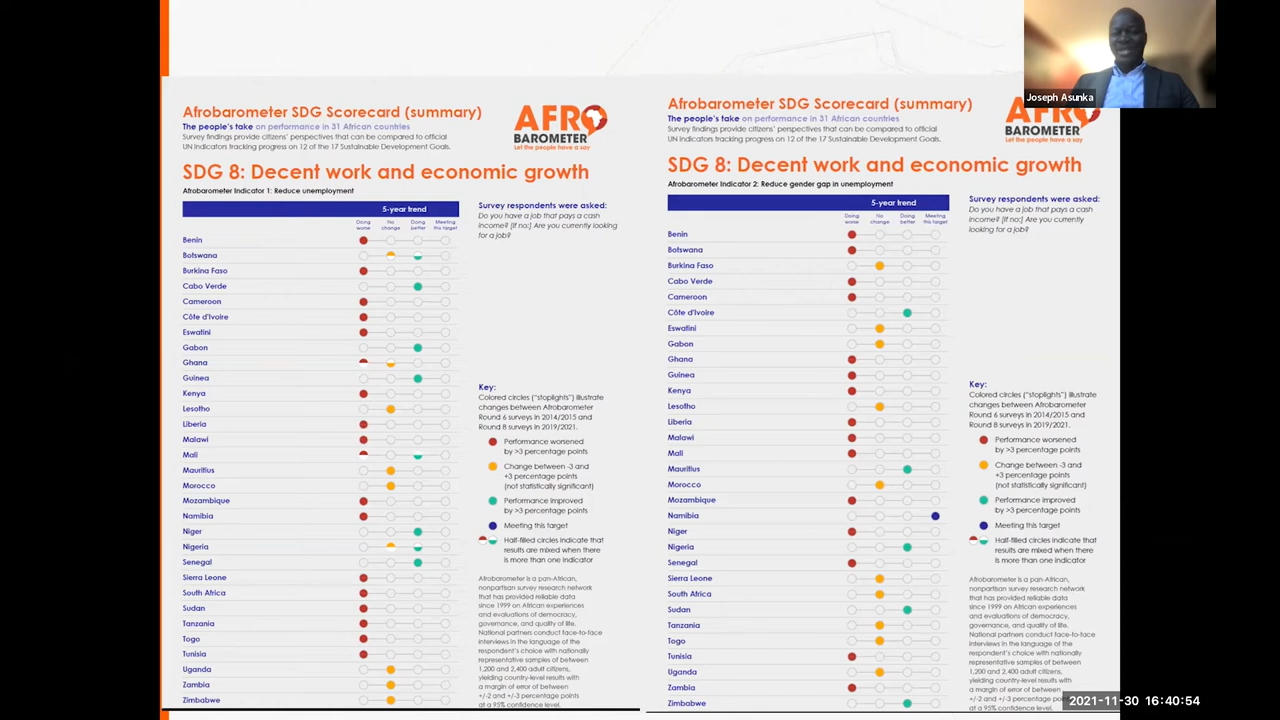 Joseph Asunka
Afrobarometer SDG Scorecard (summary)
The people's take on performance in 31 African countries
Survey findings provide citizens' perspectives that can be compared to official
UN Indicators tracking progress on 12 of the 17 Sustainable Development Goals.
AFRO
BAROMETER
Let the people have a say
SDG 8: Decent work and economic growth
Afrobarometer Indicator 1: Reduce unemployment
5-year trend
Doing worse
No change
Doing better
Meeting this target
Benin
Botswana
Burkina Faso
Cabo Verde
Cameroon
Côte d'Ivoire
Eswatini
Gabon
Ghana
Guinea
Kenya
Lesotho
Liberia
Malawi
Mali
Mauritius
Morocco
Mozambique
Namibia
Niger
Nigeria
Senegal
Sierra Leone
South Africa
Sudan
Tanzania
Togo
Tunisia
Uganda
Zambia
Zimbabwe
Survey respondents were asked:
Do you have a job that pays a cash
income? [If no:] Are you currently looking
for a job?
Key:
Colored circles ("stoplights") illustrate
changes between Afrobarometer
Round 6 surveys in 2014/2015 and
Round 8 surveys in 2019/2021.
Performance worsened
by >3 percentage points
Change between -3 and
+3 percentage points
(not statistically significant)
Performance improved
by >3 percentage points
Meeting this target
Half-filled circles indicate that
results are mixed when there
is more than one indicator
Afrobarometer is a pan-African,
nonpartisan survey research network
that has provided reliable data
since 1999 on African experiences
and evaluations of democracy,
governance, and quality of life.
National partners conduct face-to-face
interviews in the language of the
respondent's choice with nationally
representative samples of between
1,200 and 2,400 adult citizens,
yielding country-level results with
a margin of error of between
+/-2 and +/-3 percentage points
at a 95% confidence level.
Afrobarometer SDG Scorecard (summary)
The people's take on performance in 31 African countries
Survey findings provide citizens' perspectives that can be compared to official
UN Indicators tracking progress on 12 of the 17 Sustainable Development Goals.
AFRO
BAROMETER
Let the people have a say
SDG 8: Decent work and economic growth
Afrobarometer Indicator 2: Reduce gender gap in unemployment
5-year trend
Doing worse
No change
Doing better
Meeting this target
Benin
Botswana
Burkina Faso
Cabo Verde
Cameroon
Côte d'Ivoire
Eswatini
Gabon
Ghana
Guinea
Kenya
Lesotho
Liberia
Malawi
Mali
Mauritius
Morocco
Mozambique
Namibia
Niger
Nigeria
Senegal
Sierra Leone
South Africa
Sudan
Tanzania
Togo
Tunisia
Uganda
Zambia
Zimbabwe
Survey respondents were asked:
Do you have a job that pays a cash
income? [If no:] Are you currently
looking for a job?
Key:
Colored circles ("stoplights") illustrate
changes between Afrobarometer
Round 6 surveys in 2014/2015 and
Round 8 surveys in 2019/2021.
Performance worsened
by >3 percentage points
Change between -3 and
+3 percentage points
(not statistically significant)
Performance improved
by >3 percentage points
Meeting this target
Half-filled circles indicate that
results are mixed when there
is more than one indicator
Afrobarometer is a pan-African,
nonpartisan survey research network
that has provided reliable data
since 1999 on African experiences
and evaluations of democracy,
governance, and quality of life.
National partners conduct face-to-face
interviews in the language of the
respondent's choice with nationally
representative samples of between
1,200 and 2,400 adult citizens,
yielding country-level results with
a margin of error of between
+/-2 and +/-3 percentage points
at a 95% confidence level.
2021-11-30 16:40:54